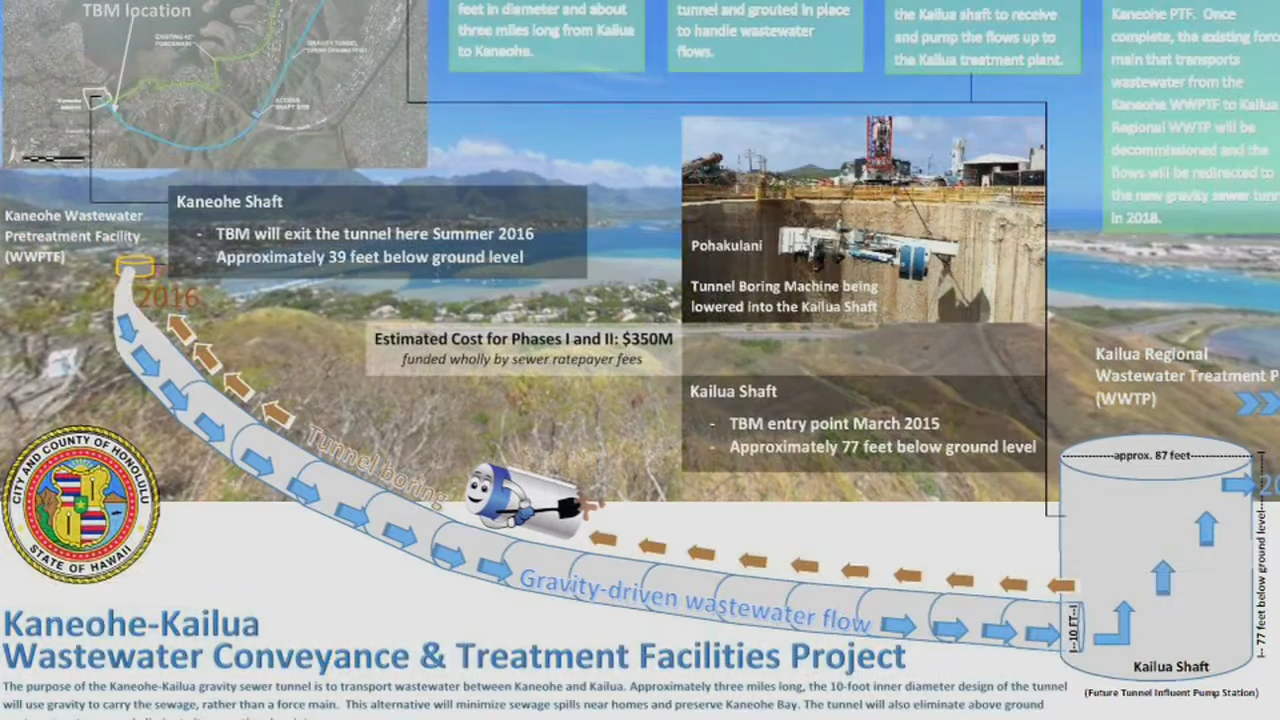 TBM location
EXISTING 42"
FORCEMAIN
GRAVITY TUNNEL
ACCESS
SHAFT SITE
feet in diameter and about
three miles long from Kailua
to Kaneohe.
tunnel and grouted in place
to handle wastewater
flows.
the Kailua shaft to receive
and pump the flows up to
the Kailua treatment plant.
Kaneohe PTF. Once
complete, the existing force
main that transports
wastewater from the
Kaneohe WWPTF to Kailua
Regional WWTP will be
decommissioned and the
flows will be redirected to
the new gravity sewer
in 2018.
Kaneohe Wastewater
Pretreatment Facility
(WWPTF)
Kaneohe Shaft
- TBM will exit the tunnel here Summer 2016
- Approximately 39 feet below ground level
2016
Pohakulani
Tunnel Boring Machine being
lowered into the Kailua Shaft
Estimated Cost for Phases I and II: $350M
funded wholly by sewer ratepayer fees
Kailua Shaft
- TBM entry point March 2015
- Approximately 77 feet below ground level
Kailua Regional
Wastewater Treatment P
(WWTP)
approx. 87 feet
20
77 feet below ground level
Tunnel boring
Gravity-driven wastewater flow
10 FT
Kailua Shaft
(Future Tunnel Influent Pump Station)
CITY AND COUNTY OF HONOLULU
STATE OF HAWAII
Kaneohe-Kailua
Wastewater Conveyance & Treatment Facilities Project
The purpose of the Kaneohe-Kailua gravity sewer tunnel is to transport wastewater between Kaneohe and Kailua. Approximately three miles long, the 10-foot inner diameter design of the tunnel
will use gravity to carry the sewage, rather than a force main. This alternative will minimize sewage spills near homes and preserve Kaneohe Bay. The tunnel will also eliminate above ground